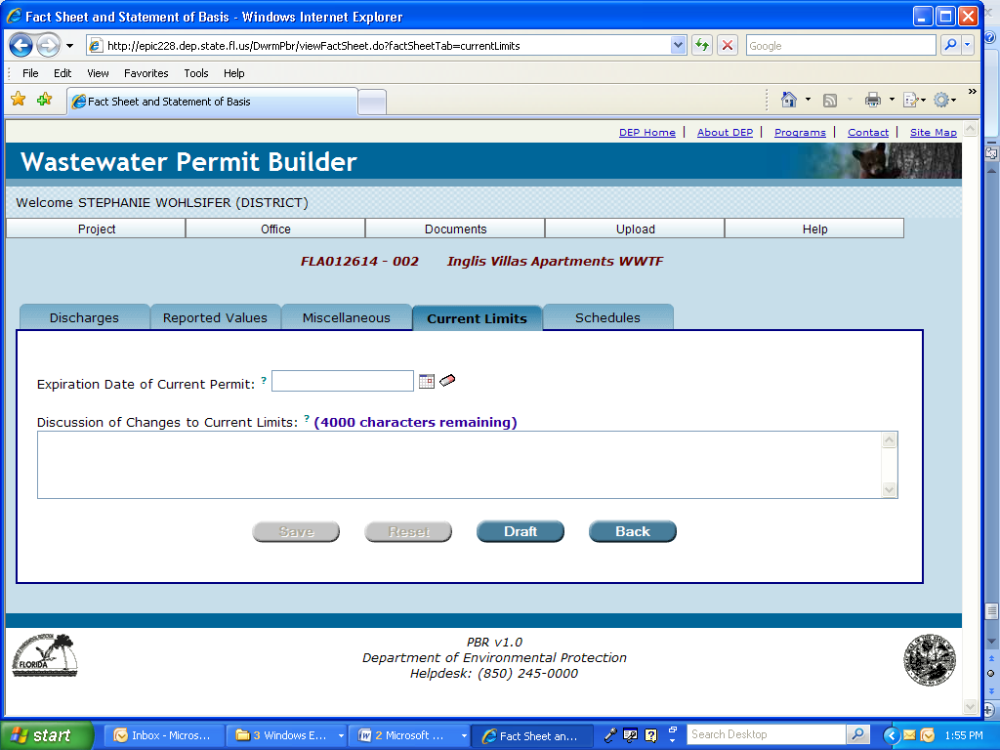 Fact Sheet and Statement of Basis - Windows Internet Explorer
http://epic228.dep.state.fl.us/DwrmPbr/viewFactSheet.do?factSheetTab=currentLimits
Google
File Edit View Favorites Tools Help
Fact Sheet and Statement of Basis
DEP Home | About DEP | Programs | Contact | Site Map
Wastewater Permit Builder
Welcome STEPHANIE WOHLSIFER (DISTRICT)
Project Office Documents Upload Help
FLA012614 - 002 Inglis Villas Apartments WWTF
Discharges Reported Values Miscellaneous Current Limits Schedules
Expiration Date of Current Permit: ?
Discussion of Changes to Current Limits: ? (4000 characters remaining)
Save Reset Draft Back
PBR v1.0
Department of Environmental Protection
Helpdesk: (850) 245-0000
FLORIDA
start Inbox - Micros... 3 Windows E... 2 Microsoft ... Fact Sheet an... Search Desktop 1:55 PM